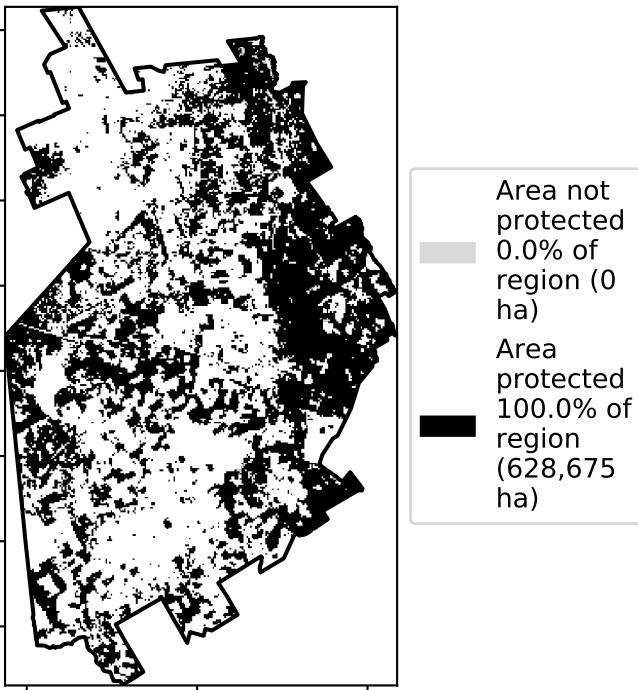 Area not
protected
0.0% of
region (0
ha)
Area
protected
100.0% of
region
(628,675
ha)